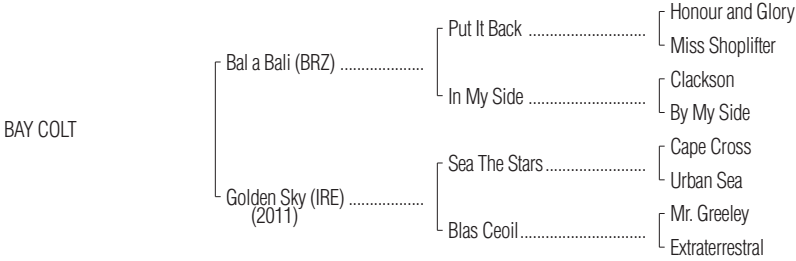 Honour and Glory
Put It Back ..........................
Miss Shoplifter
Bal a Bali (BRZ) ...................
Clackson
In My Side ..........................
By My Side
BAY COLT
Cape Cross
Sea The Stars.......................
Urban Sea
Golden Sky (IRE) .................
(2011)
Mr. Greeley
Blas Ceoil.............................
Extraterrestral